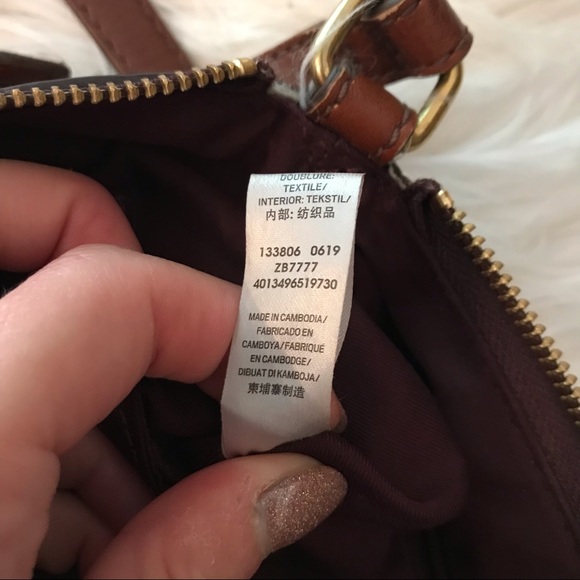 DOUBLURE:
TEXTILE/
INTERIOR: TEKSTIL/
内部: 纺织品
133806 0619
ZB7777
4013496519730
MADE IN CAMBODIA/
FABRICADO EN
CAMBOYA/FABRIQUÉ
EN CAMBODGE/
DIBUAT DI KAMBOJA/
柬埔寨制造